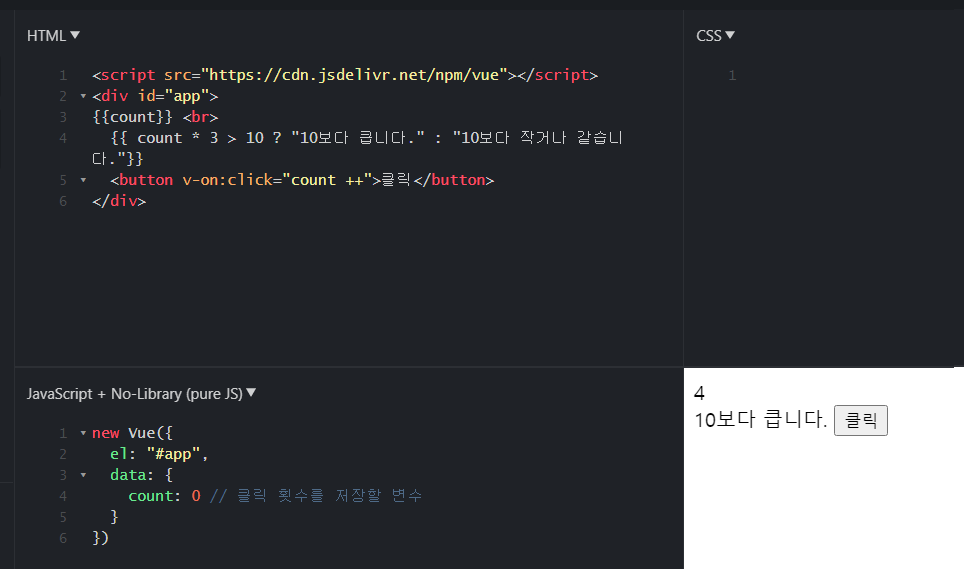 HTML ▼
CSS ▼
1 <script src="https://cdn.jsdelivr.net/npm/vue"></script>
2 ▾ <div id="app">
3 {{count}} <br>
4 {{ count * 3 > 10 ? "10보다 큽니다." : "10보다 작거나 같습니
다."}}
5 ▾ <button v-on:click="count ++">클릭</button>
6 </div>
1
JavaScript + No-Library (pure JS) ▼
1 ▾ new Vue({
2 el: "#app",
3 ▾ data: {
4 count: 0 // 클릭 횟수를 저장할 변수
5 }
6 })
4
10보다 큽니다. 클릭